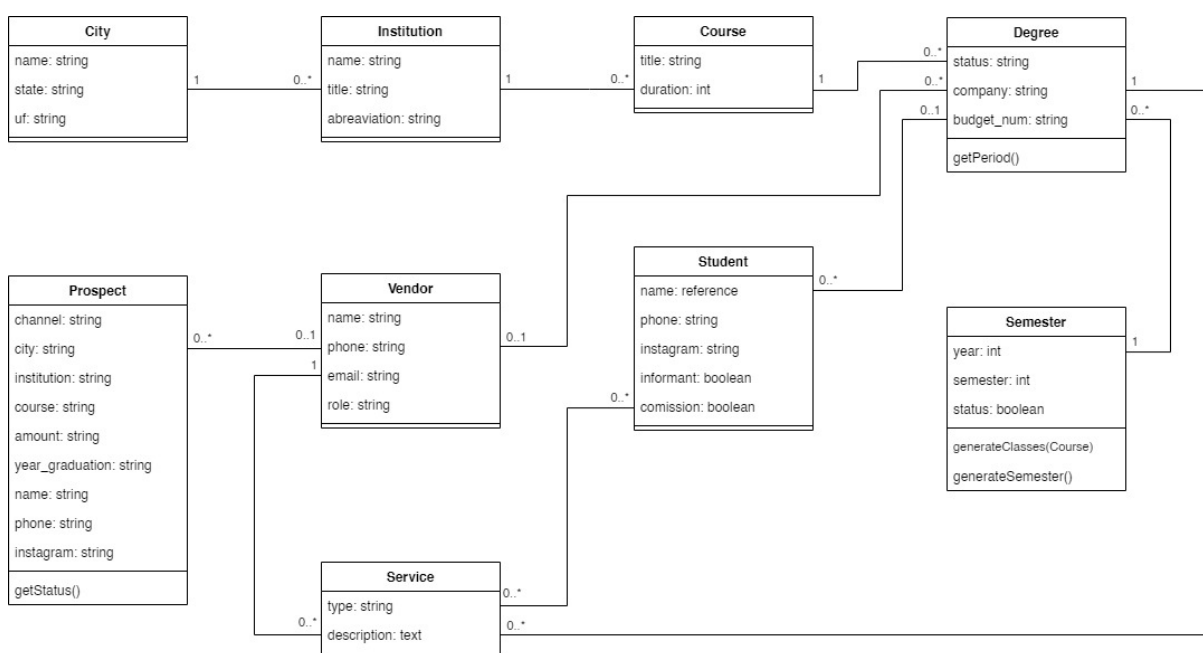 City
name: string
state: string
uf: string
1
0..*
Institution
name: string
title: string
abreaviation: string
1
0..*
Course
title: string
duration: int
1
0..*
0..*
0..1
Degree
status: string
company: string
budget_num: string
getPeriod()
1
0..*
Prospect
channel: string
city: string
institution: string
course: string
amount: string
year_graduation: string
name: string
phone: string
instagram: string
getStatus()
0..*
0..1
1
Vendor
name: string
phone: string
email: string
role: string
0..1
Student
name: reference
phone: string
instagram: string
informant: boolean
comission: boolean
0..*
0..*
Semester
year: int
semester: int
status: boolean
generateClasses(Course)
generateSemester()
1
Service
type: string
description: text
0..*
0..*
0..*